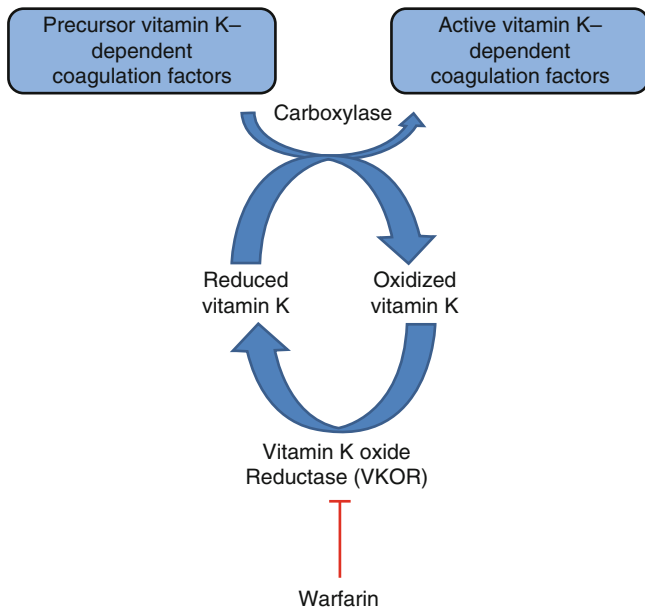 Precursor vitamin K–
dependent
coagulation factors
Active vitamin K–
dependent
coagulation factors
Carboxylase
Reduced
vitamin K
Oxidized
vitamin K
Vitamin K oxide
Reductase (VKOR)
Warfarin